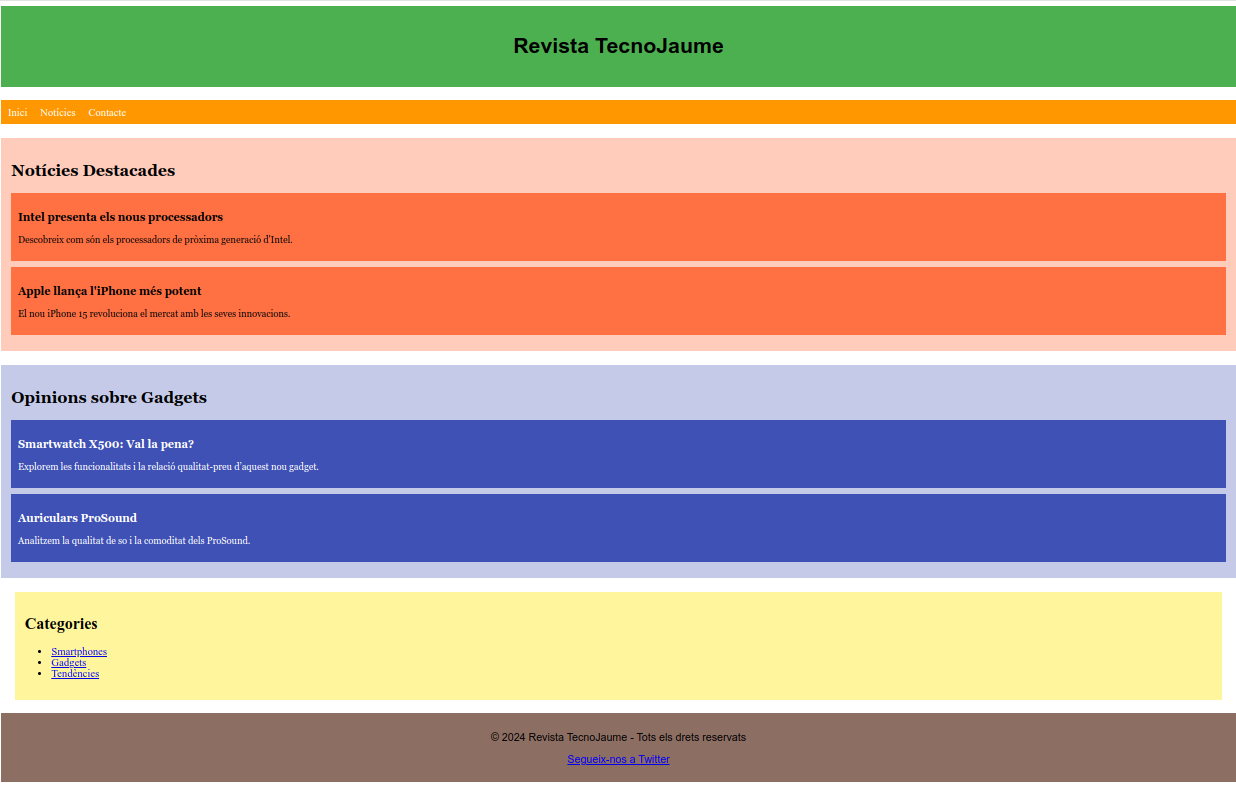 Revista TecnoJaume
Inici Notícies Contacte
Notícies Destacades
Intel presenta els nous processadors
Descobreix com són els processadors de pròxima generació d'Intel.
Apple llança l'iPhone més potent
El nou iPhone 15 revoluciona el mercat amb les seves innovacions.
Opinions sobre Gadgets
Smartwatch X500: Val la pena?
Explorem les funcionalitats i la relació qualitat-preu d'aquest nou gadget.
Auriculars ProSound
Analitzem la qualitat de so i la comoditat dels ProSound.
Categories
• Smartphones
• Gadgets
• Tendències
© 2024 Revista TecnoJaume - Tots els drets reservats
Segueix-nos a Twitter